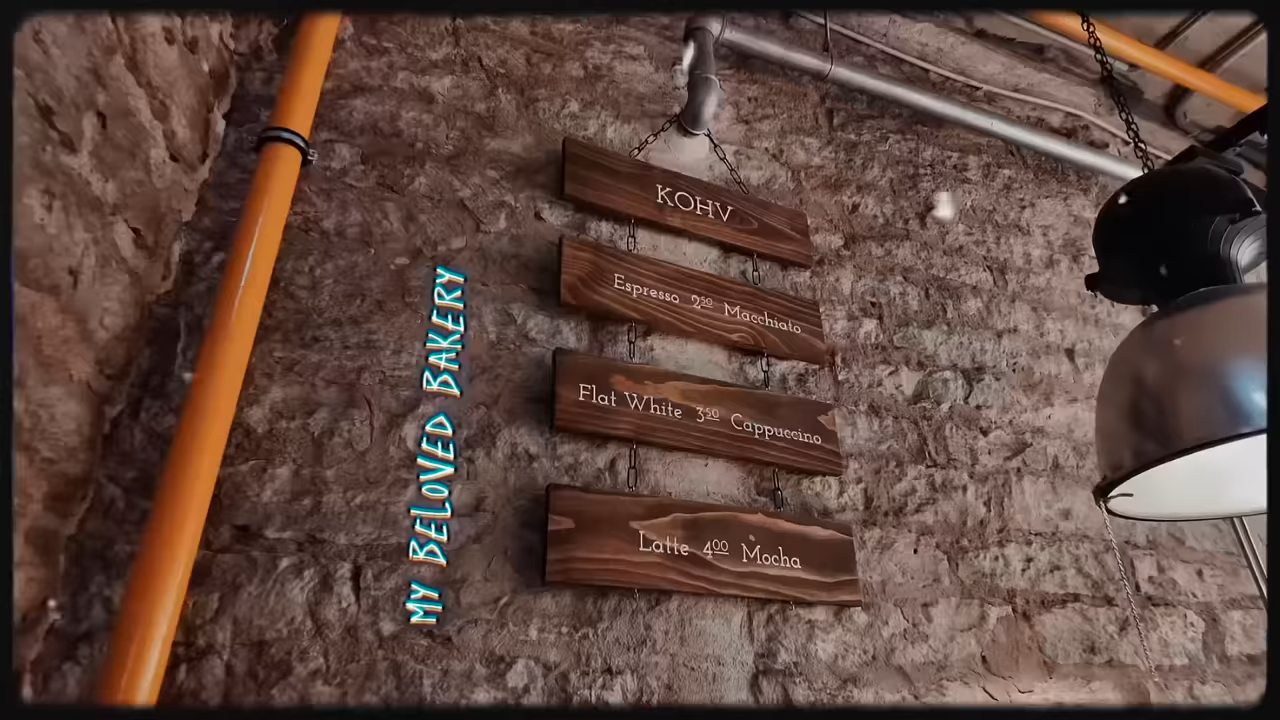 MY BELOVED BAKERY
KOHV
Espresso 2⁵⁰ Macchiato
Flat White 3⁵⁰ Cappuccino
Latte 4⁰⁰ Mocha